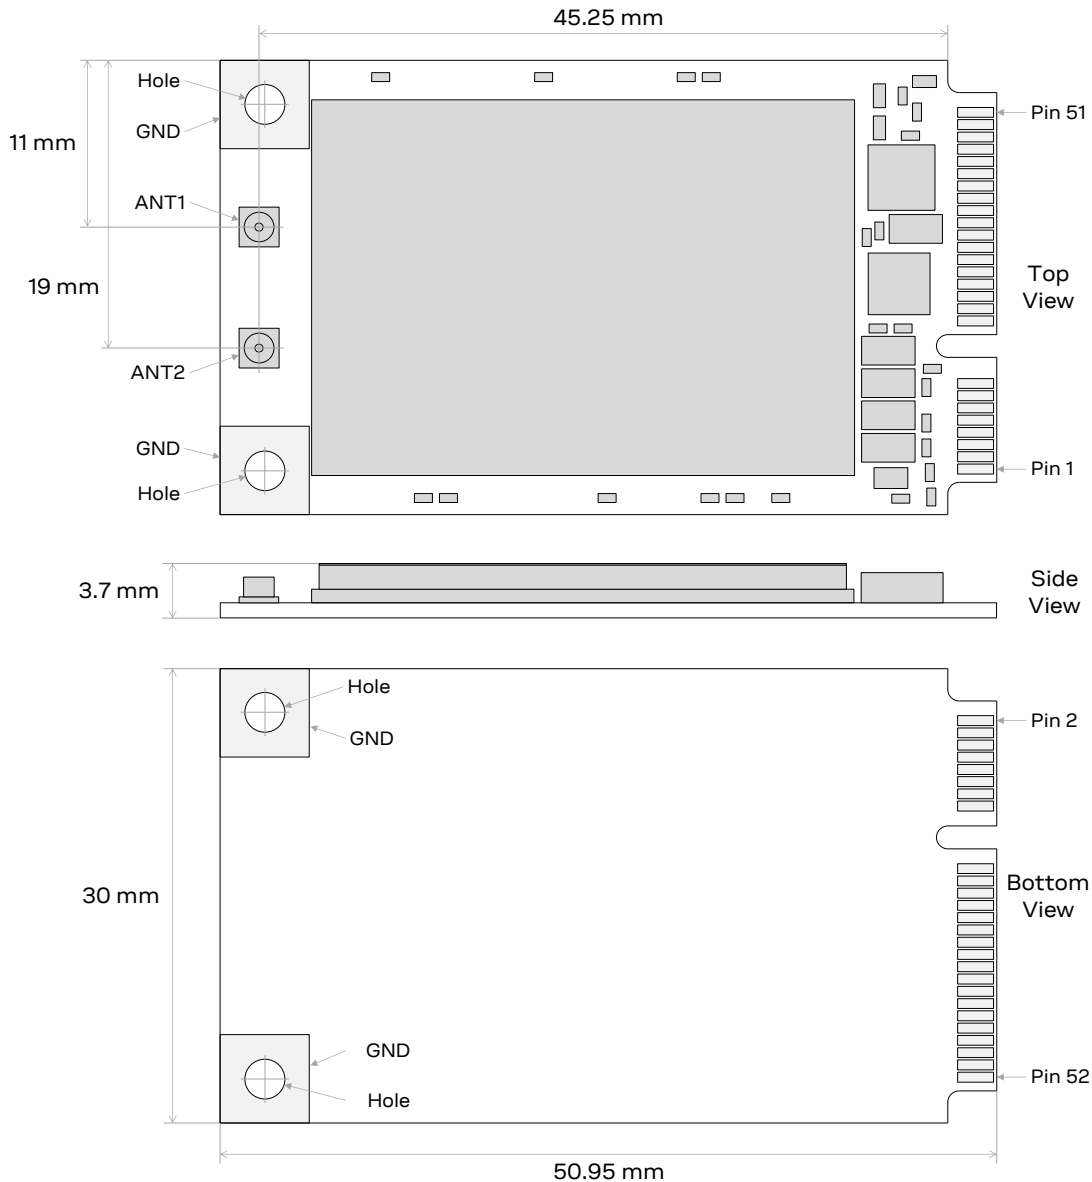 45.25 mm
Hole
GND
Pin 51
11 mm
ANT1
19 mm
Top
View
ANT2
GND
Hole
Pin 1
3.7 mm
Side
View
Hole
GND
Pin 2
30 mm
Bottom
View
GND
Hole
Pin 52
50.95 mm